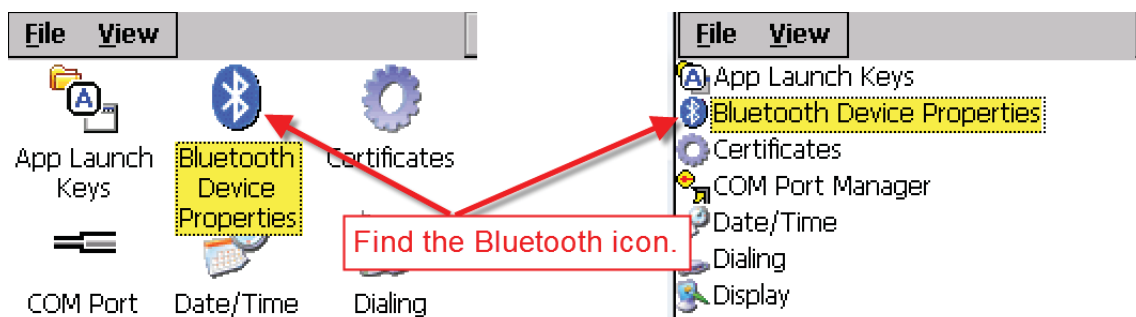 File View
App Launch
Keys
Bluetooth
Device
Properties
Certificates
COM Port
Date/Time
Dialing
Find the Bluetooth icon.
File View
App Launch Keys
Bluetooth Device Properties
Certificates
COM Port Manager
Date/Time
Dialing
Display